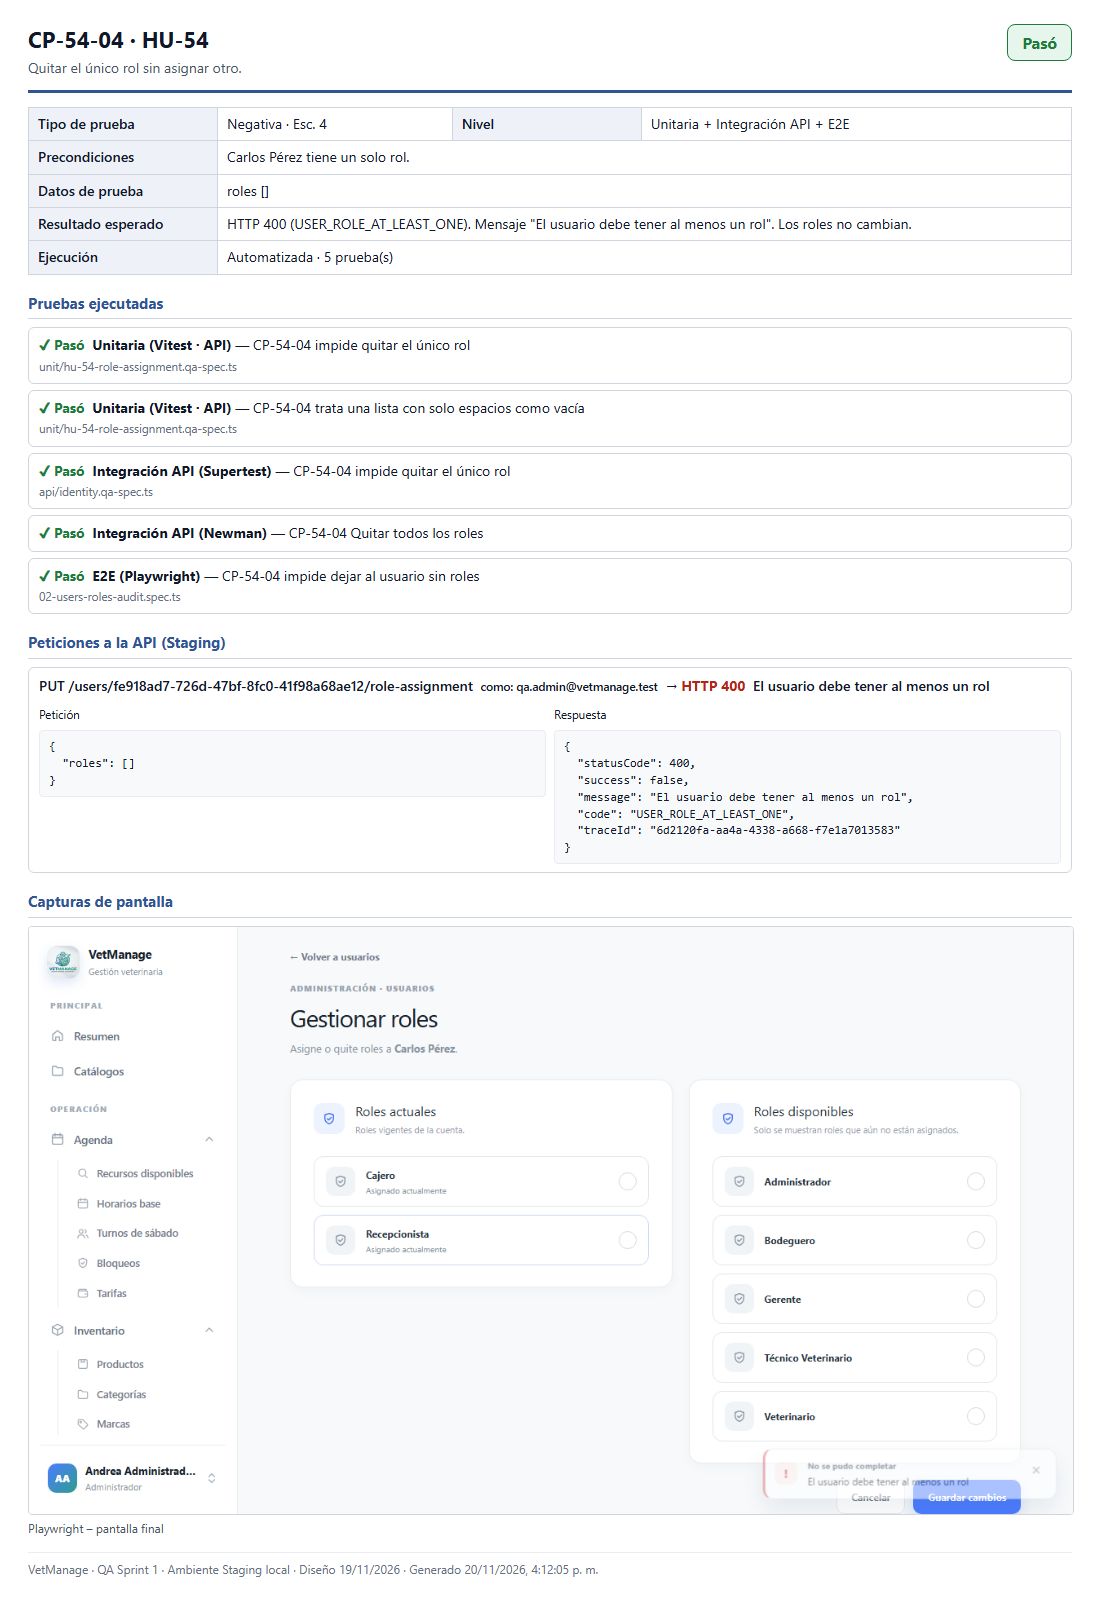 CP-54-04 · HU-54
Pasó
Quitar el único rol sin asignar otro.
Tipo de prueba
Negativa · Esc. 4
Nivel
Unitaria + Integración API + E2E
Precondiciones
Carlos Pérez tiene un solo rol.
Datos de prueba
roles []
Resultado esperado
HTTP 400 (USER_ROLE_AT_LEAST_ONE). Mensaje "El usuario debe tener al menos un rol". Los roles no cambian.
Ejecución
Automatizada · 5 prueba(s)
Pruebas ejecutadas
✓ Pasó Unitaria (Vitest · API) — CP-54-04 impide quitar el único rol
unit/hu-54-role-assignment.qa-spec.ts
✓ Pasó Unitaria (Vitest · API) — CP-54-04 trata una lista con solo espacios como vacía
unit/hu-54-role-assignment.qa-spec.ts
✓ Pasó Integración API (Supertest) — CP-54-04 impide quitar el único rol
api/identity.qa-spec.ts
✓ Pasó Integración API (Newman) — CP-54-04 Quitar todos los roles
✓ Pasó E2E (Playwright) — CP-54-04 impide dejar al usuario sin roles
02-users-roles-audit.spec.ts
Peticiones a la API (Staging)
PUT /users/fe918ad7-726d-47bf-8fc0-41f98a68ae12/role-assignment como: qa.admin@vetmanage.test → HTTP 400 El usuario debe tener al menos un rol
Petición
{
"roles": []
}
Respuesta
{
"statusCode": 400,
"success": false,
"message": "El usuario debe tener al menos un rol",
"code": "USER_ROLE_AT_LEAST_ONE",
"traceId": "6d2120fa-aa4a-4338-a668-f7e1a7013583"
}
Capturas de pantalla
VetManage
Gestión veterinaria
PRINCIPAL
Resumen
Catálogos
OPERACIÓN
Agenda
Recursos disponibles
Horarios base
Turnos de sábado
Bloqueos
Tarifas
Inventario
Productos
Categorías
Marcas
AA
Andrea Administrad...
Administrador
← Volver a usuarios
ADMINISTRACIÓN · USUARIOS
Gestionar roles
Asigne o quite roles a Carlos Pérez.
Roles actuales
Roles vigentes de la cuenta.
Cajero
Asignado actualmente
Recepcionista
Asignado actualmente
Roles disponibles
Solo se muestran roles que aún no están asignados.
Administrador
Bodeguero
Gerente
Técnico Veterinario
Veterinario
No se pudo completar
El usuario debe tener al menos un rol
Cancelar
Guardar cambios
Playwright – pantalla final
VetManage · QA Sprint 1 · Ambiente Staging local · Diseño 19/11/2026 · Generado 20/11/2026, 4:12:05 p. m.